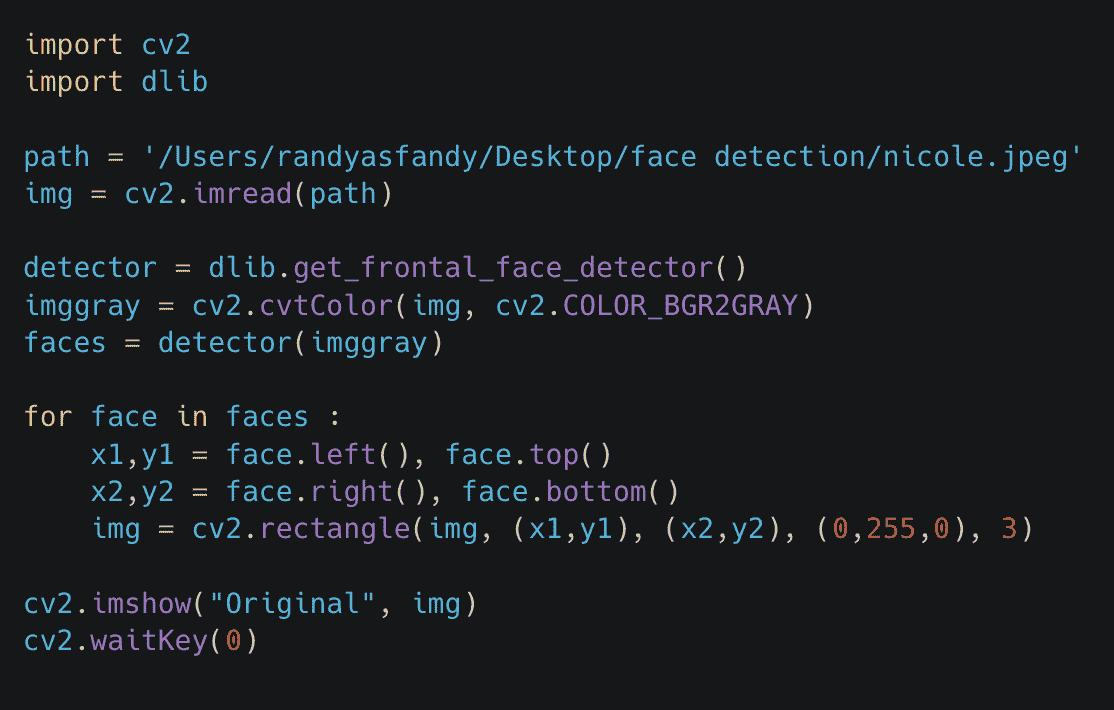 import cv2
import dlib
path = '/Users/randyasfandy/Desktop/face detection/nicole.jpeg'
img = cv2.imread(path)
detector = dlib.get_frontal_face_detector()
imggray = cv2.cvtColor(img, cv2.COLOR_BGR2GRAY)
faces = detector(imggray)
for face in faces :
    x1,y1 = face.left(), face.top()
    x2,y2 = face.right(), face.bottom()
    img = cv2.rectangle(img, (x1,y1), (x2,y2), (0,255,0), 3)
cv2.imshow("Original", img)
cv2.waitKey(0)